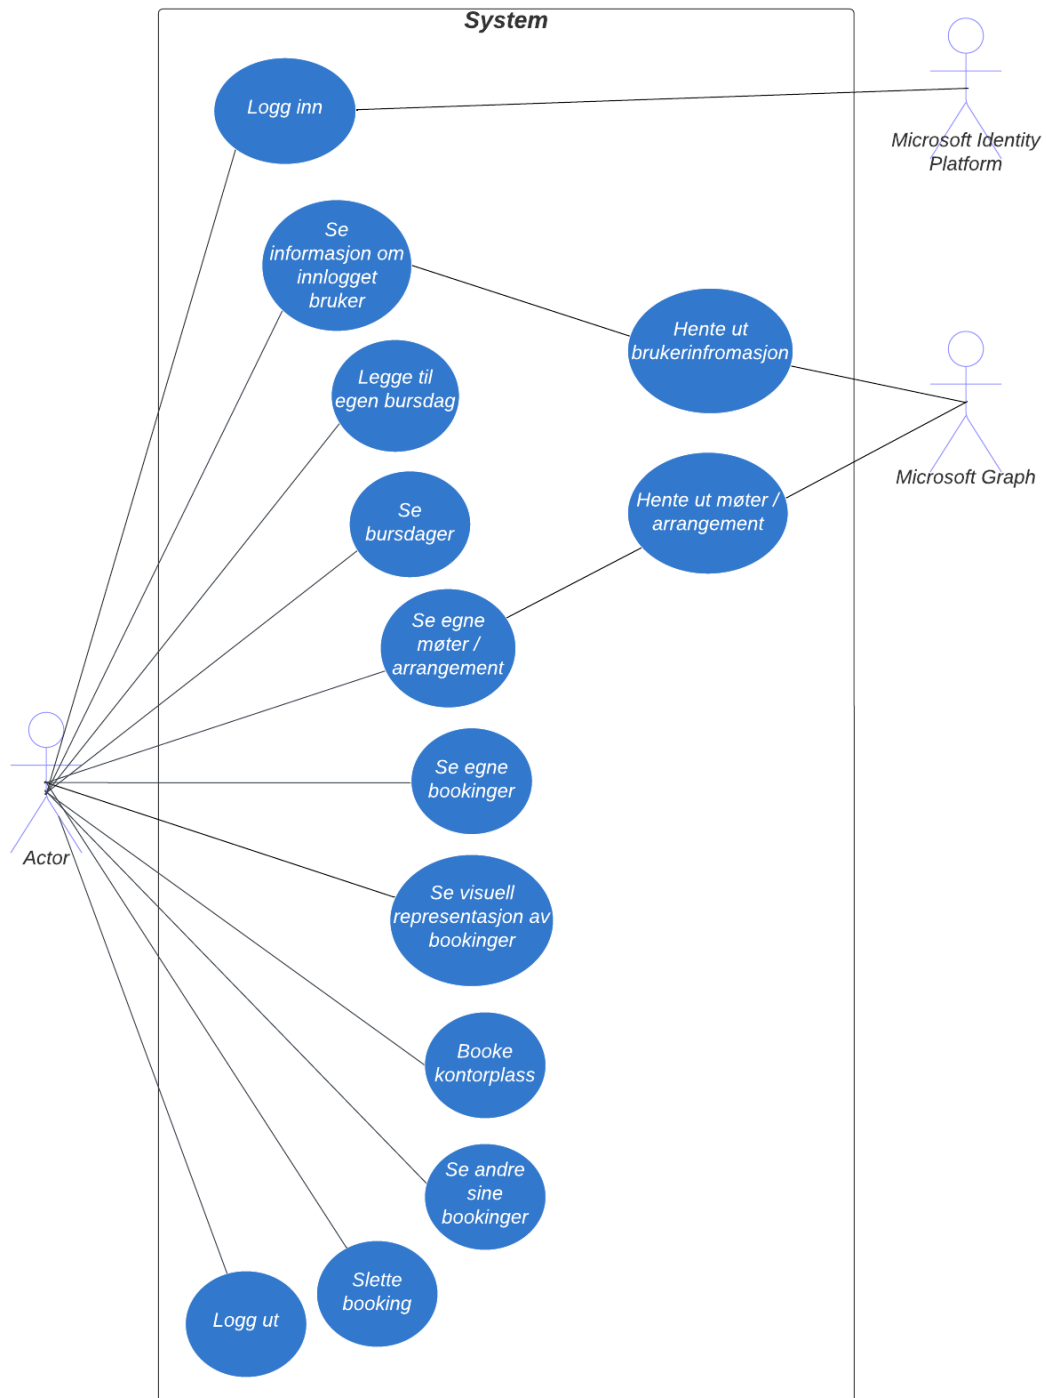 System
Logg inn
Microsoft Identity
Platform
Se
informasjon om
innlogget
bruker
Hente ut
brukerinfromasjon
Legge til
egen bursdag
Microsoft Graph
Hente ut møter /
arrangement
Se
bursdager
Se egne
møter /
arrangement
Se egne
bookinger
Actor
Se visuell
representasjon av
bookinger
Booke
kontorplass
Se andre
sine
bookinger
Slette
booking
Logg ut